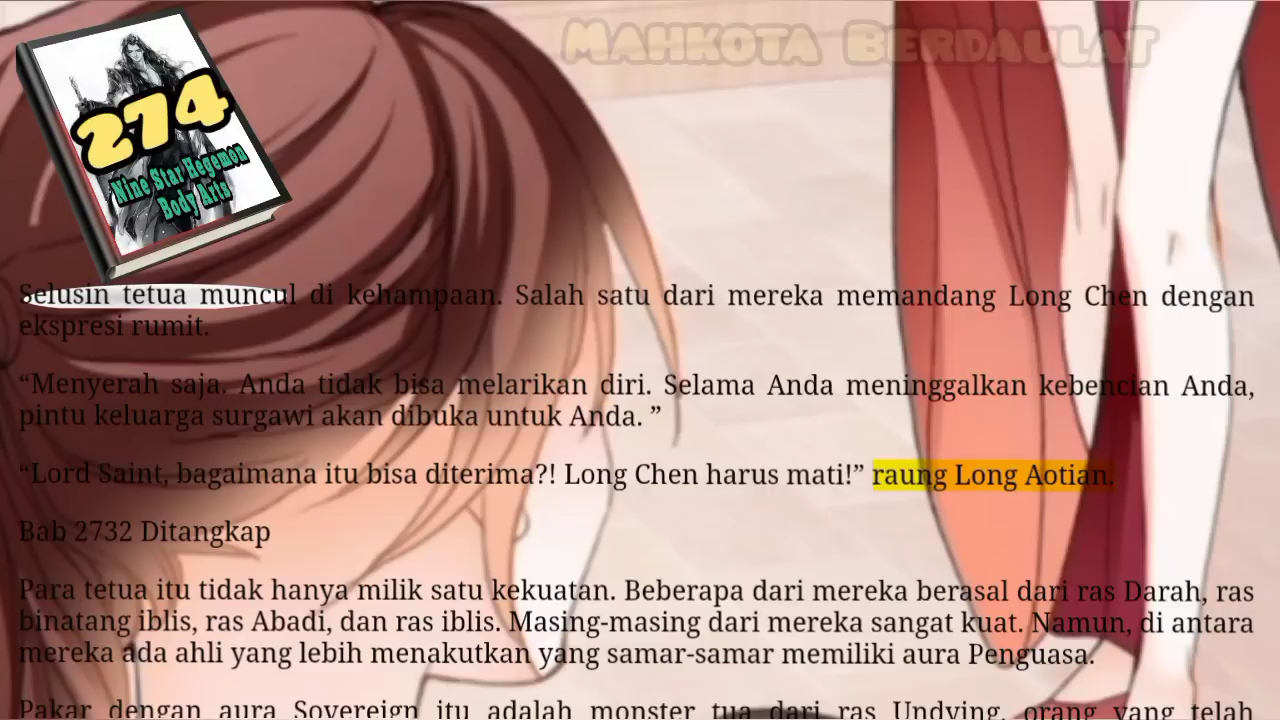 Mahkota Berdaulat
274
Nine Star Hegemon
Body Arts
Selusin tetua muncul di kehampaan. Salah satu dari mereka memandang Long Chen dengan
ekspresi rumit.
“Menyerah saja. Anda tidak bisa melarikan diri. Selama Anda meninggalkan kebencian Anda,
pintu keluarga surgawi akan dibuka untuk Anda. ”
“Lord Saint, bagaimana itu bisa diterima?! Long Chen harus mati!” raung Long Aotian.
Bab 2732 Ditangkap
Para tetua itu tidak hanya milik satu kekuatan. Beberapa dari mereka berasal dari ras Darah, ras
binatang iblis, ras Abadi, dan ras iblis. Masing-masing dari mereka sangat kuat. Namun, di antara
mereka ada ahli yang lebih menakutkan yang samar-samar memiliki aura Penguasa.
Pakar dengan aura Sovereign itu adalah monster tua dari ras Undying, orang yang telah